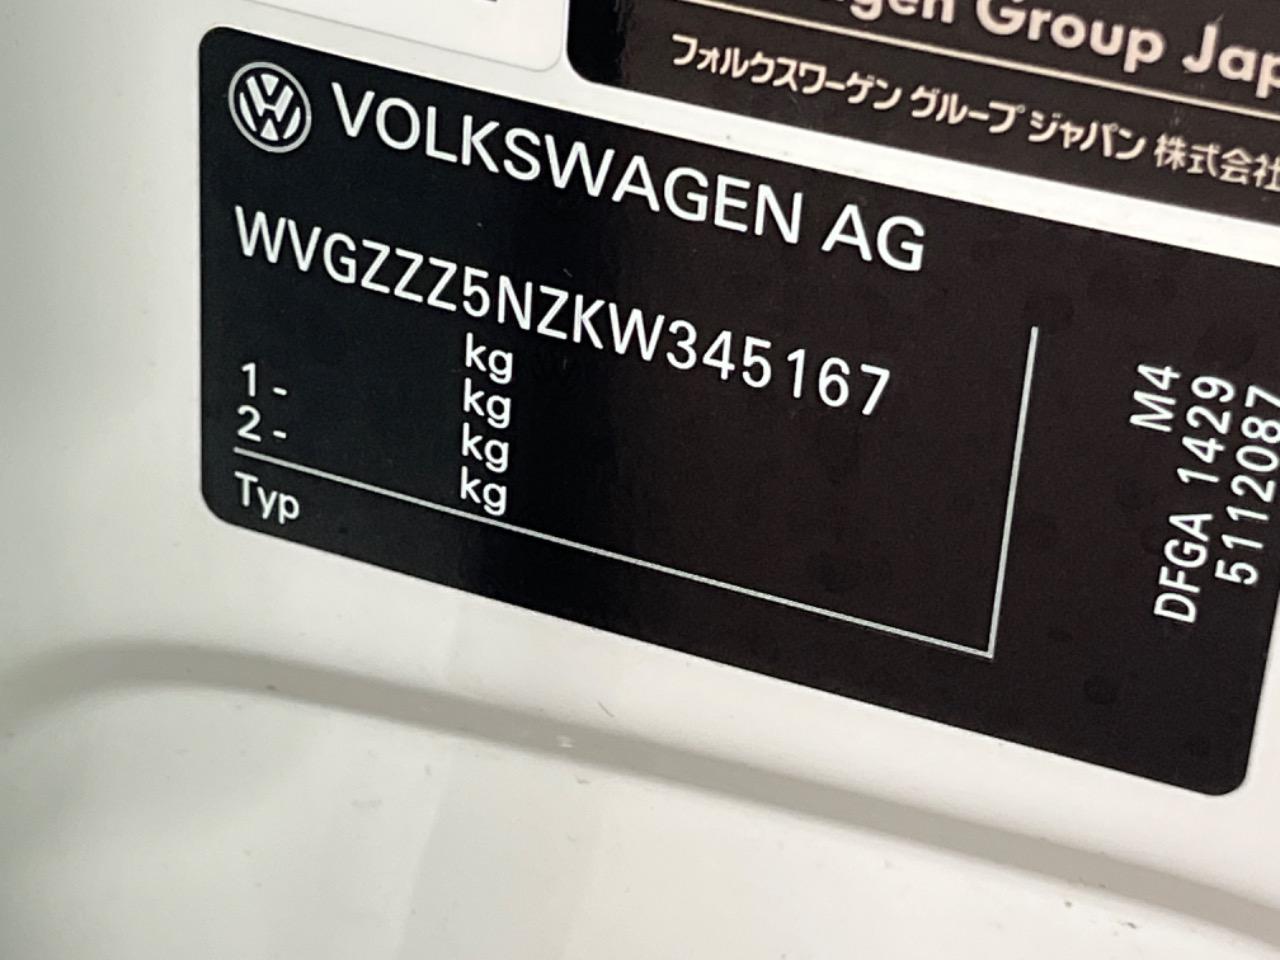 gen Group Jap
フォルクスワーゲン グループ ジャパン 株式会社
VOLKSWAGEN AG
WVGZZZ5NZKW345167
kg
1 - kg
2 - kg
kg
Typ
M4
DFGA 1429
5112087